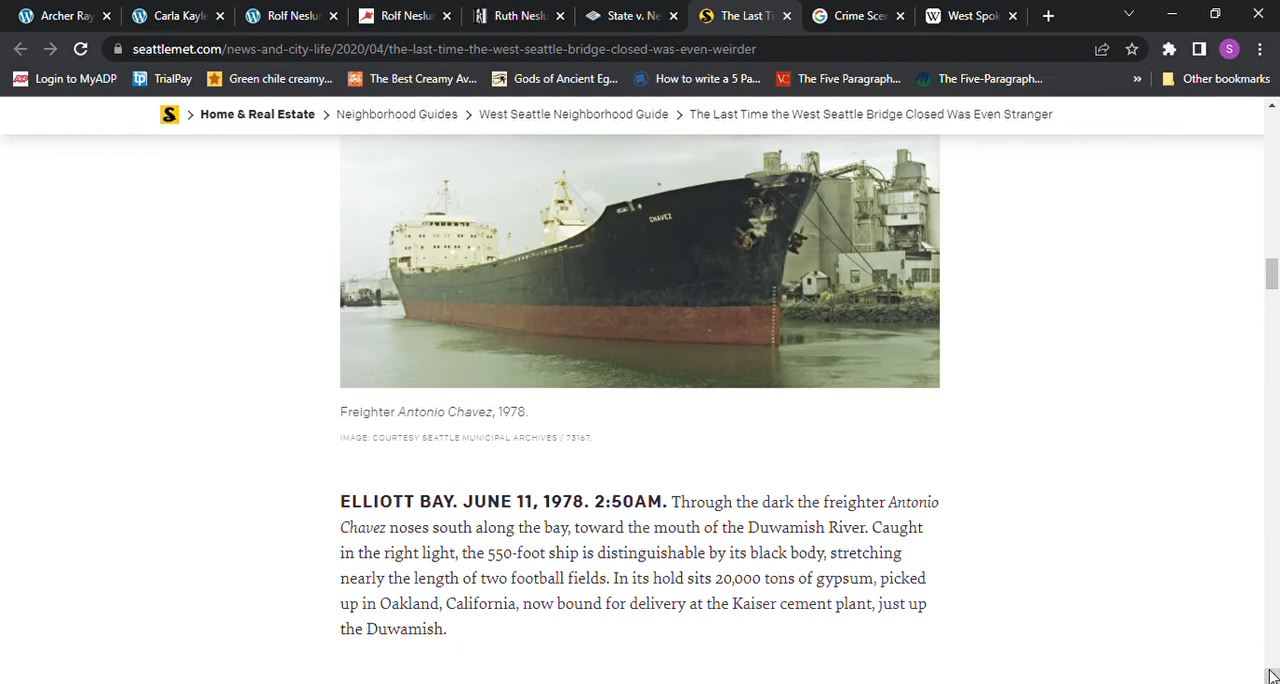 Archer Ray
Carla Kayle
Rolf Neslu
Rolf Neslun
Ruth Neslu
State v. Ne
The Last Ti
Crime Scen
West Spok
seattlemet.com/news-and-city-life/2020/04/the-last-time-the-west-seattle-bridge-closed-was-even-weirder
S
Login to MyADP
TrialPay
Green chile creamy...
The Best Creamy Av...
Gods of Ancient Eg...
How to write a 5 Pa...
The Five Paragraph...
The Five-Paragraph...
»
Other bookmarks
S > Home & Real Estate > Neighborhood Guides > West Seattle Neighborhood Guide > The Last Time the West Seattle Bridge Closed Was Even Stranger
CHAVEZ
Freighter Antonio Chavez, 1978.
IMAGE: COURTESY SEATTLE MUNICIPAL ARCHIVES / 73167,
ELLIOTT BAY. JUNE 11, 1978. 2:50AM. Through the dark the freighter Antonio
Chavez noses south along the bay, toward the mouth of the Duwamish River. Caught
in the right light, the 550-foot ship is distinguishable by its black body, stretching
nearly the length of two football fields. In its hold sits 20,000 tons of gypsum, picked
up in Oakland, California, now bound for delivery at the Kaiser cement plant, just up
the Duwamish.